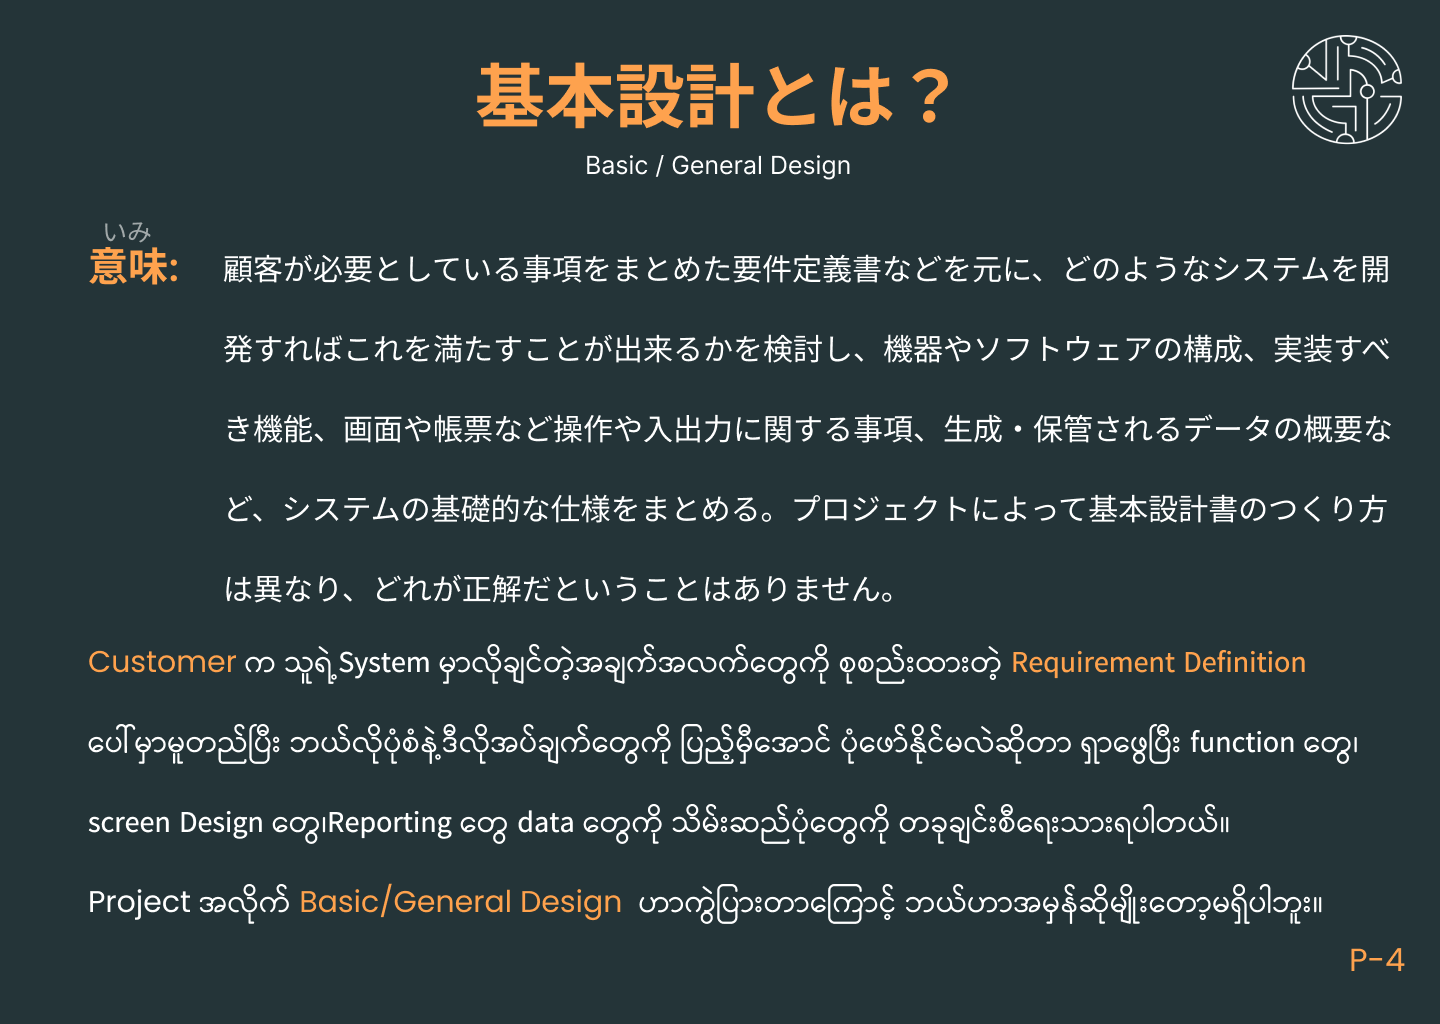 基本設計とは？
Basic / General Design
いみ
意味:
顧客が必要としている事項をまとめた要件定義書などを元に、どのようなシステムを開
発すればこれを満たすことが出来るかを検討し、機器やソフトウェアの構成、実装すべ
き機能、画面や帳票など操作や入出力に関する事項、生成・保管されるデータの概要な
ど、システムの基礎的な仕様をまとめる。プロジェクトによって基本設計書のつくり方
は異なり、どれが正解だということはありません。
Customer က သူရဲ့System မှာလိုချင်တဲ့အချက်အလက်တွေကို စုစည်းထားတဲ့ Requirement Definition
ပေါ်မှာမူတည်ပြီး ဘယ်လိုပုံစံနဲ့ဒီလိုအပ်ချက်တွေကို ပြည့်မှီအောင် ပုံဖော်နိုင်မလဲဆိုတာ ရှာဖွေပြီး function တွေ၊
screen Design တွေ၊Reporting တွေ data တွေကို သိမ်းဆည်ပုံတွေကို တခုချင်းစီရေးသားရပါတယ်။
Project အလိုက် Basic/General Design ဟာကွဲပြားတာကြောင့် ဘယ်ဟာအမှန်ဆိုမျိုးတော့မရှိပါဘူး။
P-4